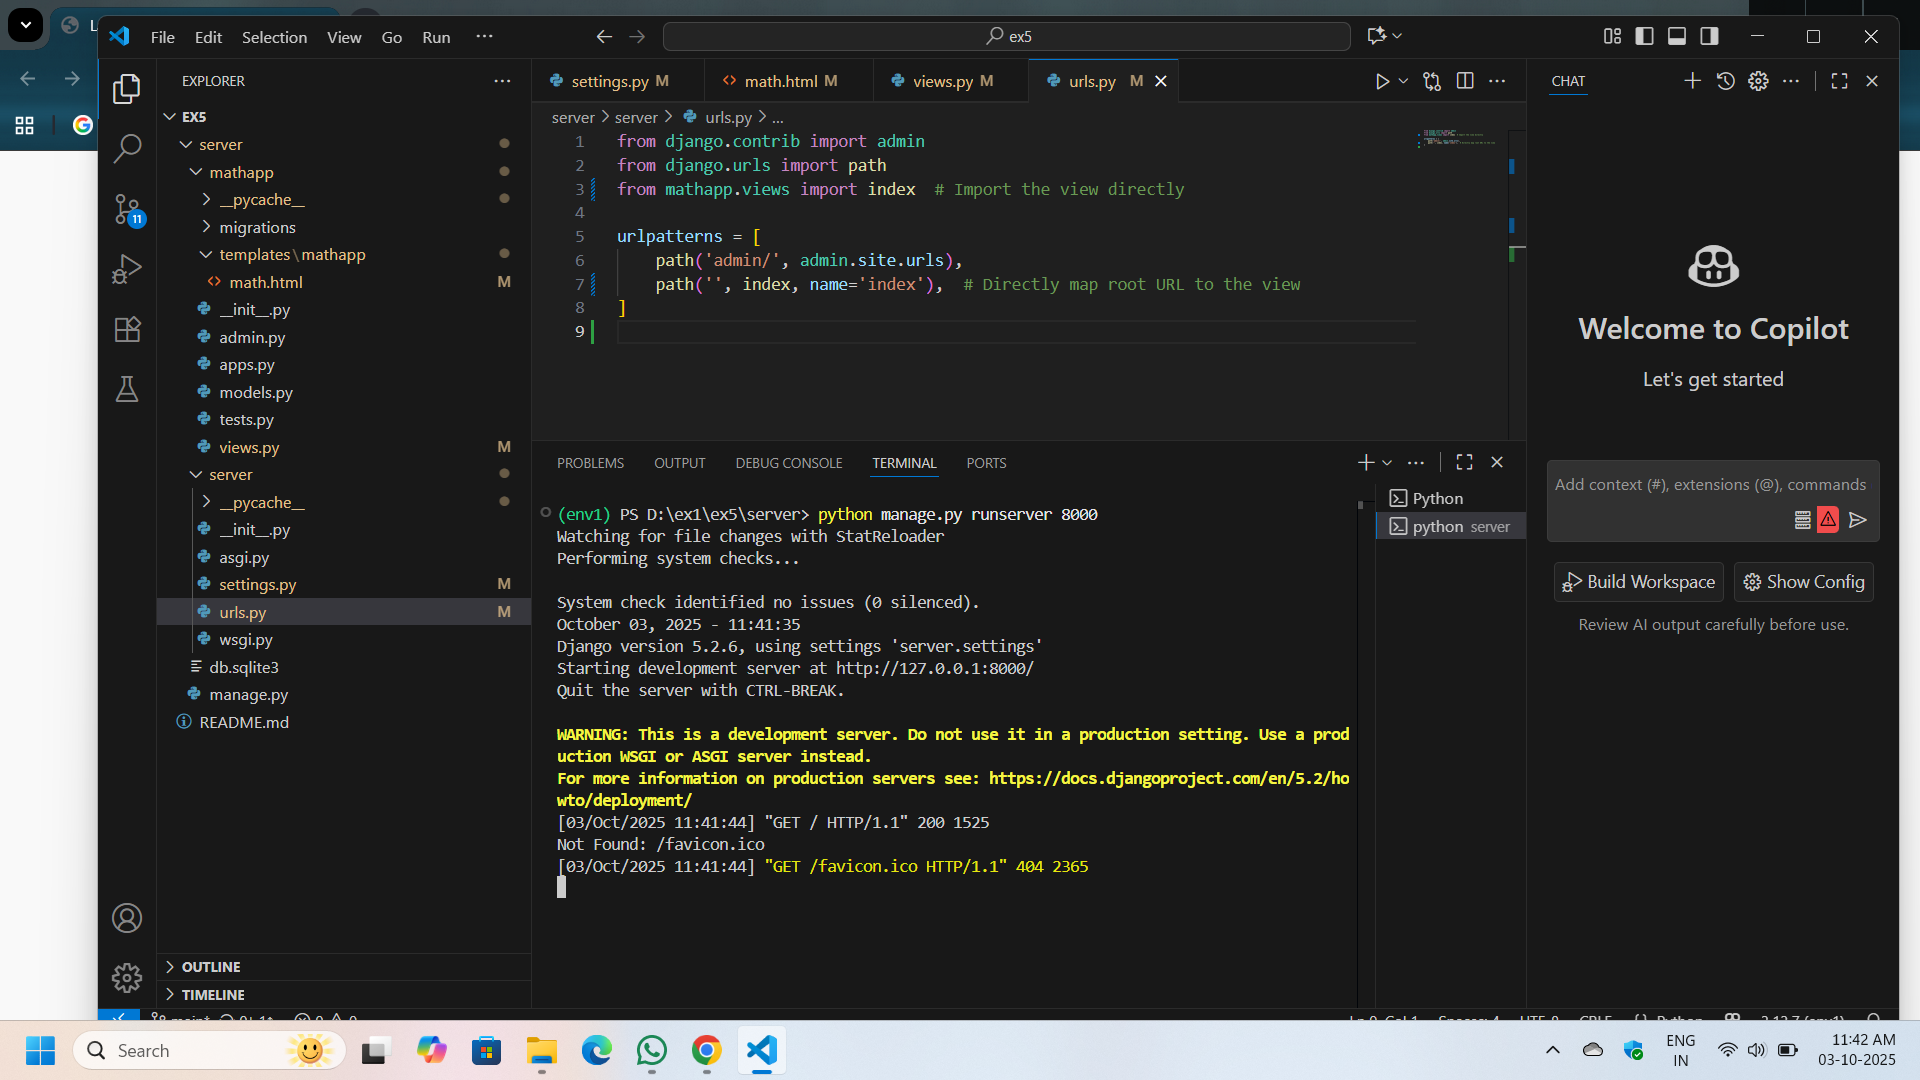 L
File Edit Selection View Go Run ···
ex5
EXPLORER
EX5
server
mathapp
__pycache__
migrations
templates\mathapp
math.html M
__init__.py
admin.py
apps.py
models.py
tests.py
views.py M
server
__pycache__
__init__.py
asgi.py
settings.py M
urls.py M
wsgi.py
db.sqlite3
manage.py
README.md
OUTLINE
TIMELINE
11
settings.py M math.html M views.py M urls.py M
server > server > urls.py > ...
1 from django.contrib import admin
2 from django.urls import path
3 from mathapp.views import index # Import the view directly
4
5 urlpatterns = [
6 path('admin/', admin.site.urls),
7 path('', index, name='index'), # Directly map root URL to the view
8 ]
9
PROBLEMS OUTPUT DEBUG CONSOLE TERMINAL PORTS
(env1) PS D:\ex1\ex5\server> python manage.py runserver 8000
Watching for file changes with StatReloader
Performing system checks...
System check identified no issues (0 silenced).
October 03, 2025 - 11:41:35
Django version 5.2.6, using settings 'server.settings'
Starting development server at http://127.0.0.1:8000/
Quit the server with CTRL-BREAK.
WARNING: This is a development server. Do not use it in a production setting. Use a prod
uction WSGI or ASGI server instead.
For more information on production servers see: https://docs.djangoproject.com/en/5.2/ho
wto/deployment/
[03/Oct/2025 11:41:44] "GET / HTTP/1.1" 200 1525
Not Found: /favicon.ico
[03/Oct/2025 11:41:44] "GET /favicon.ico HTTP/1.1" 404 2365
Python
python server
CHAT
Welcome to Copilot
Let's get started
Add context (#), extensions (@), commands
Build Workspace Show Config
Review AI output carefully before use.
Search
ENG
IN
11:42 AM
03-10-2025